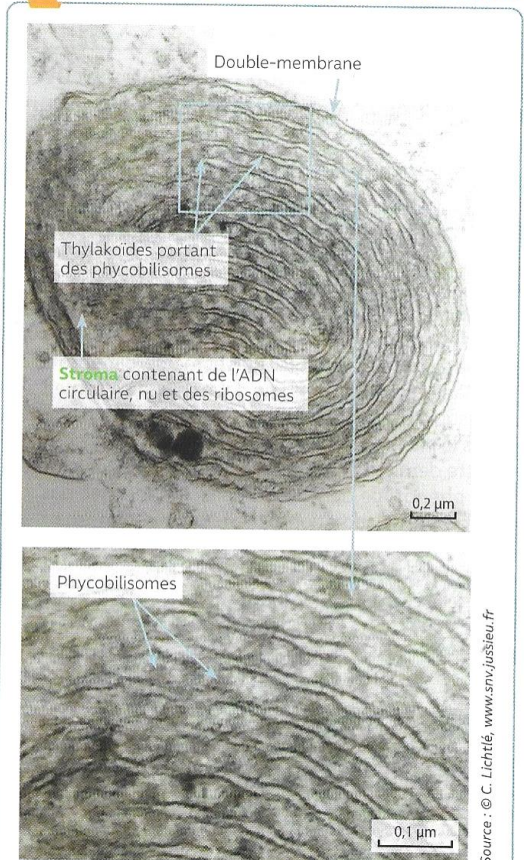 Double-membrane
Thylakoïdes portant
des phycobilisomes
Stroma contenant de l'ADN
circulaire, nu et des ribosomes
0,2 µm
Phycobilisomes
0,1 µm
Source : © C. Lichtlé, www.snv.jussieu.fr